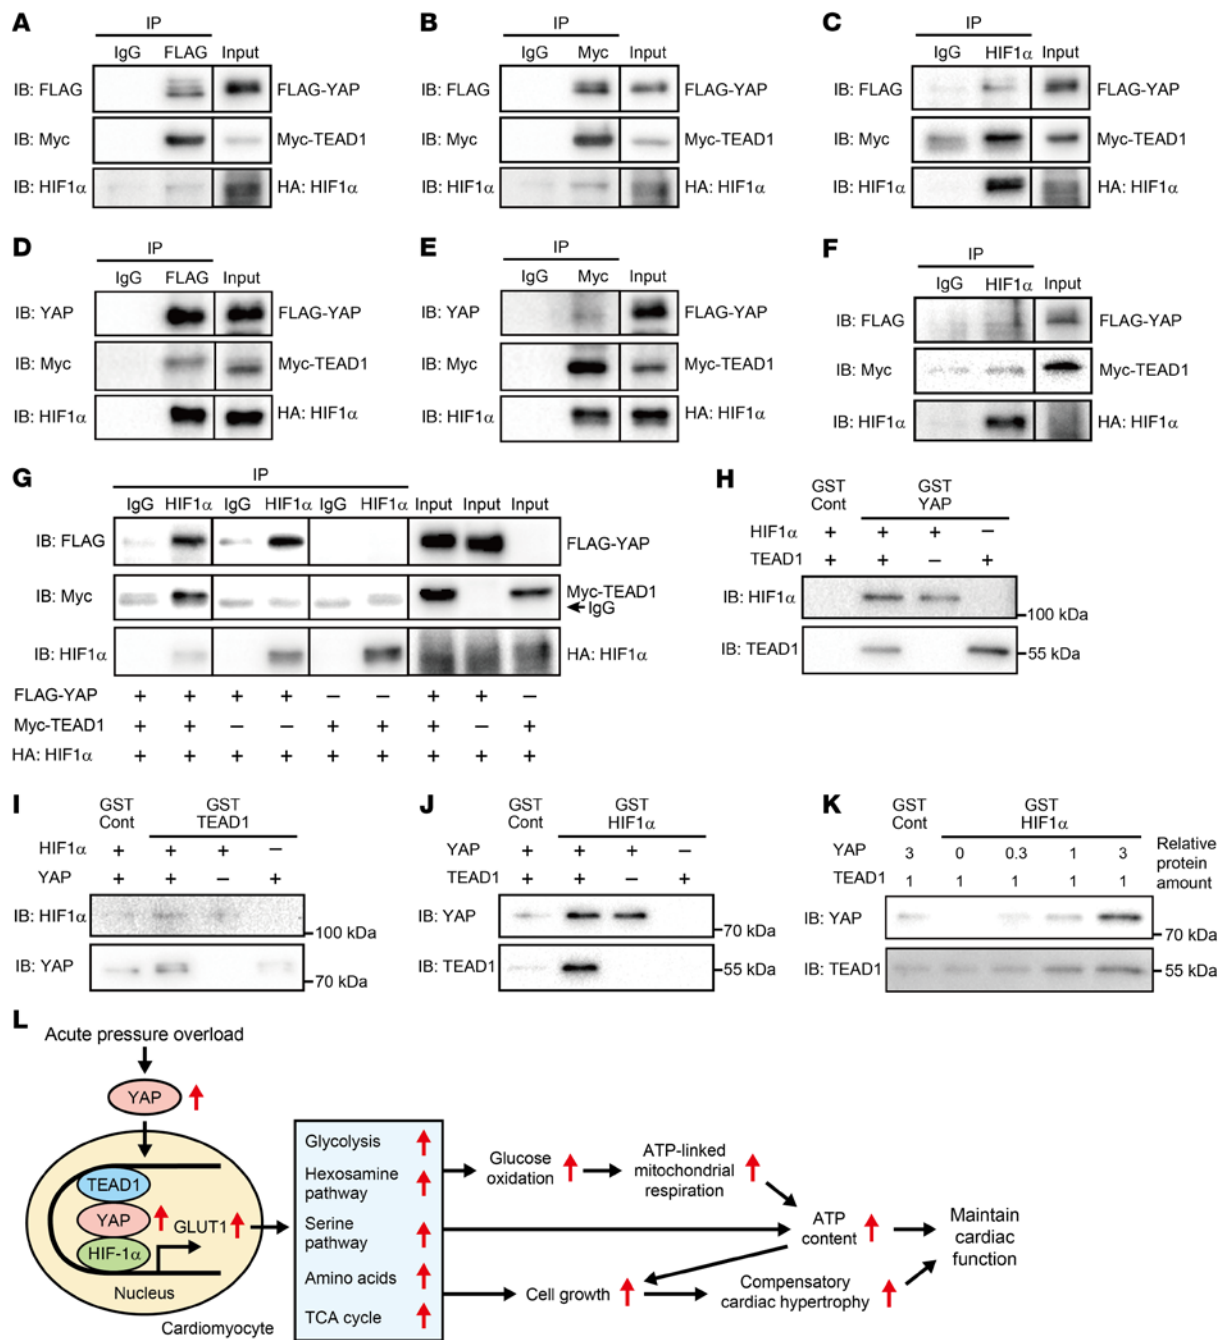 A
IP
IgG FLAG Input
IB: FLAG FLAG-YAP
IB: Myc Myc-TEAD1
IB: HIF1α HA: HIF1α
B
IP
IgG Myc Input
IB: FLAG FLAG-YAP
IB: Myc Myc-TEAD1
IB: HIF1α HA: HIF1α
C
IP
IgG HIF1α Input
IB: FLAG FLAG-YAP
IB: Myc Myc-TEAD1
IB: HIF1α HA: HIF1α
D
IP
IgG FLAG Input
IB: YAP FLAG-YAP
IB: Myc Myc-TEAD1
IB: HIF1α HA: HIF1α
E
IP
IgG Myc Input
IB: YAP FLAG-YAP
IB: Myc Myc-TEAD1
IB: HIF1α HA: HIF1α
F
IP
IgG HIF1α Input
IB: FLAG FLAG-YAP
IB: Myc Myc-TEAD1
IB: HIF1α HA: HIF1α
G
IP
IgG HIF1α IgG HIF1α IgG HIF1α Input Input Input
IB: FLAG FLAG-YAP
IB: Myc Myc-TEAD1
IgG
IB: HIF1α HA: HIF1α
FLAG-YAP + + + + − − + + −
Myc-TEAD1 + + − − + + + − +
HA: HIF1α + + + + + + + + +
H
GST Cont GST YAP
HIF1α + + + −
TEAD1 + + − +
IB: HIF1α
100 kDa
IB: TEAD1 55 kDa
I
GST Cont GST TEAD1
HIF1α + + + −
YAP + + − +
IB: HIF1α
100 kDa
IB: YAP
70 kDa
J
GST Cont GST HIF1α
YAP + + + −
TEAD1 + + − +
IB: YAP
70 kDa
IB: TEAD1 55 kDa
K
GST Cont GST HIF1α
YAP 3 0 0.3 1 3 Relative protein
TEAD1 1 1 1 1 1 amount
IB: YAP
70 kDa
IB: TEAD1 55 kDa
L
Acute pressure overload
YAP
TEAD1
YAP
HIF-1α
GLUT1
Nucleus
Cardiomyocyte
Glycolysis
Hexosamine
pathway
Serine
pathway
Amino acids
TCA cycle
Glucose
oxidation
ATP-linked
mitochondrial
respiration
ATP
content
Cell growth
Compensatory
cardiac hypertrophy
Maintain
cardiac
function